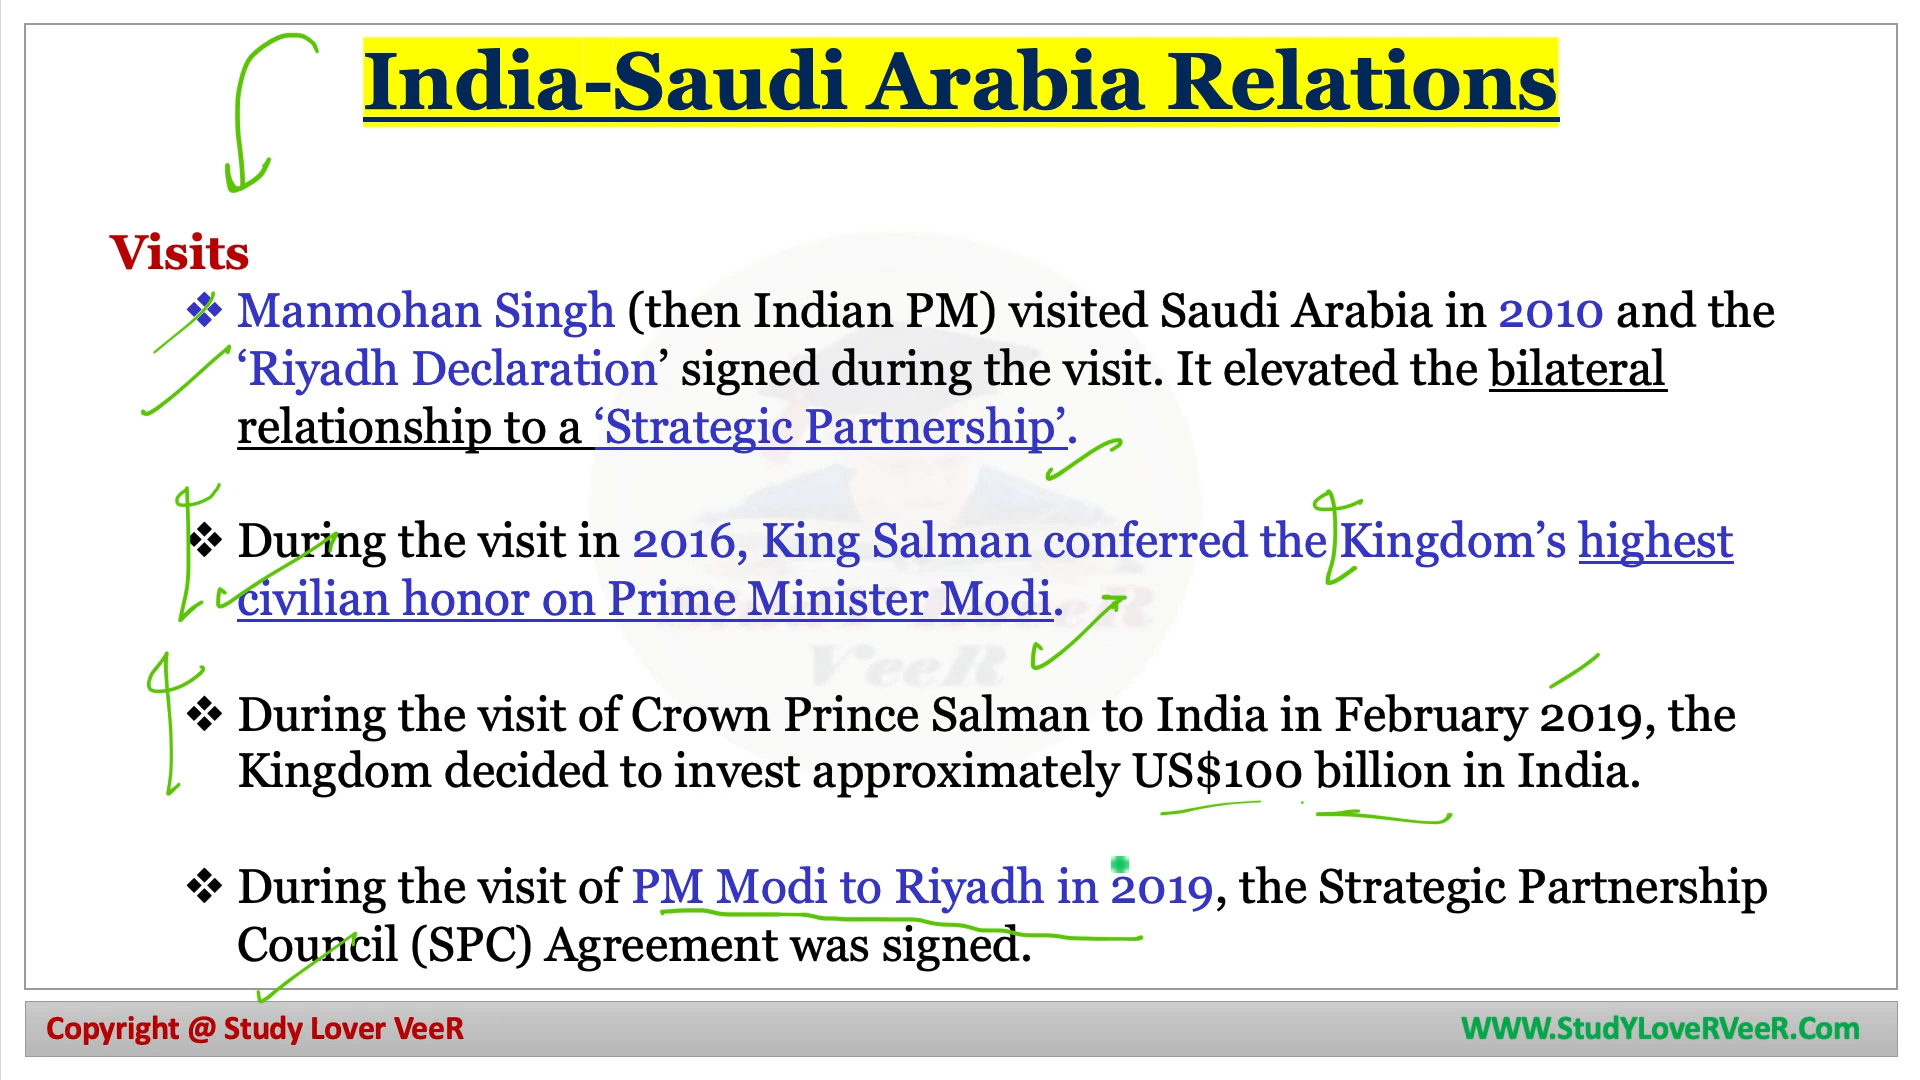 India-Saudi Arabia Relations
Visits
❖ Manmohan Singh (then Indian PM) visited Saudi Arabia in 2010 and the
‘Riyadh Declaration’ signed during the visit. It elevated the bilateral
relationship to a ‘Strategic Partnership’.
❖ During the visit in 2016, King Salman conferred the Kingdom’s highest
civilian honor on Prime Minister Modi.
❖ During the visit of Crown Prince Salman to India in February 2019, the
Kingdom decided to invest approximately US$100 billion in India.
❖ During the visit of PM Modi to Riyadh in 2019, the Strategic Partnership
Council (SPC) Agreement was signed.
Copyright @ Study Lover VeeR
WWW.StudYLoveRVeeR.Com